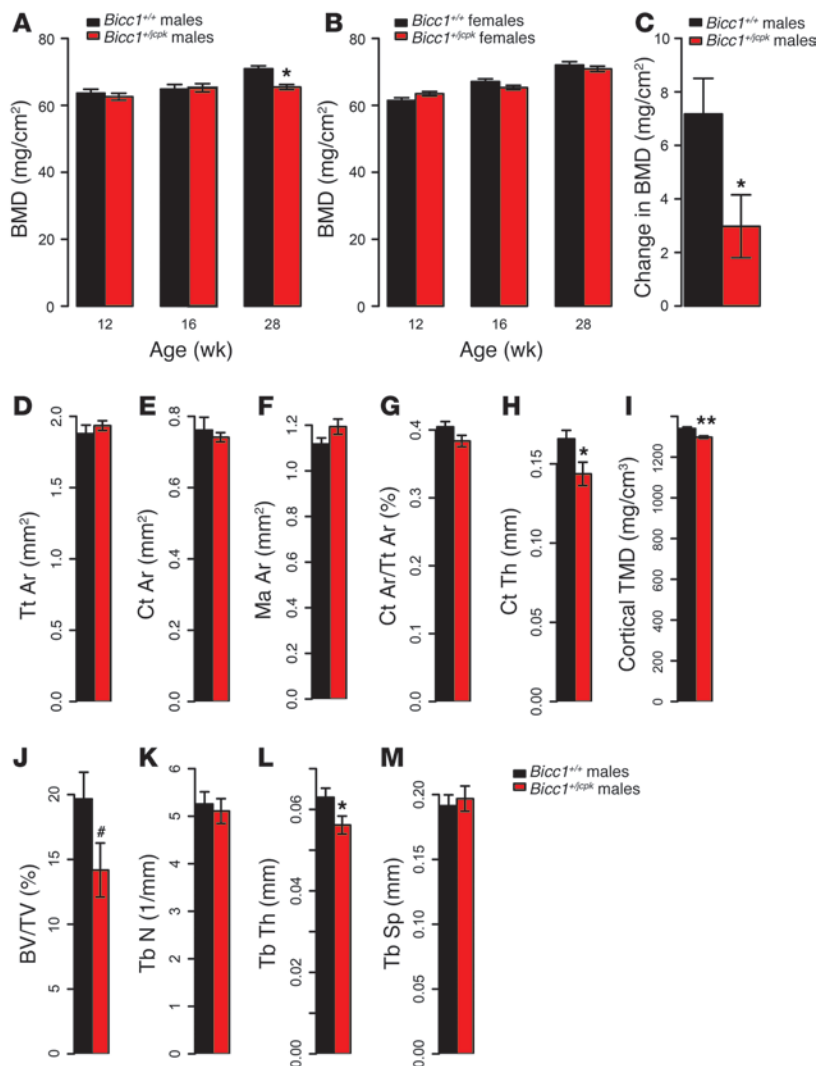 A
Bicc1+/+ males
Bicc1+/jcpk males
BMD (mg/cm²)
0 20 40 60 80
*
12 16 28
Age (wk)
B
Bicc1+/+ females
Bicc1+/jcpk females
BMD (mg/cm²)
0 20 40 60 80
12 16 28
Age (wk)
C
Bicc1+/+ males
Bicc1+/jcpk males
Change in BMD (mg/cm²)
0 2 4 6 8
*
D
Tt Ar (mm²)
0.0 0.5 1.0 1.5 2.0
E
Ct Ar (mm²)
0.0 0.2 0.4 0.6 0.8
F
Ma Ar (mm²)
0.0 0.2 0.4 0.6 0.8 1.0 1.2
G
Ct Ar/Tt Ar (%)
0.0 0.1 0.2 0.3 0.4
H
Ct Th (mm)
0.00 0.05 0.10 0.15
*
I
Cortical TMD (mg/cm³)
0 200 400 600 800 1000 1300
**
J
BV/TV (%)
0 5 10 15 20
#
K
Tb N (1/mm)
0 1 2 3 4 5 6
L
Tb Th (mm)
0.00 0.02 0.04 0.06
*
M
Tb Sp (mm)
0.00 0.05 0.10 0.15 0.20
Bicc1+/+ males
Bicc1+/jcpk males